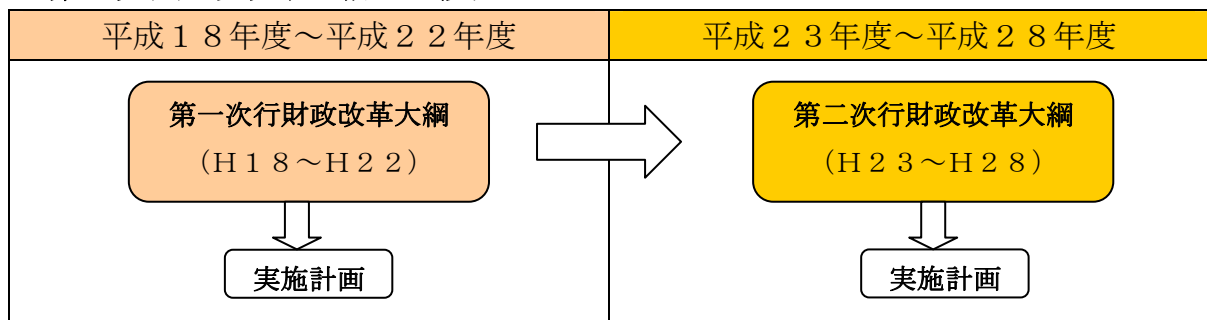 平成１８年度～平成２２年度
平成２３年度～平成２８年度
第一次行財政改革大綱
（Ｈ１８～Ｈ２２）
第二次行財政改革大綱
（Ｈ２３～Ｈ２８）
実施計画
実施計画